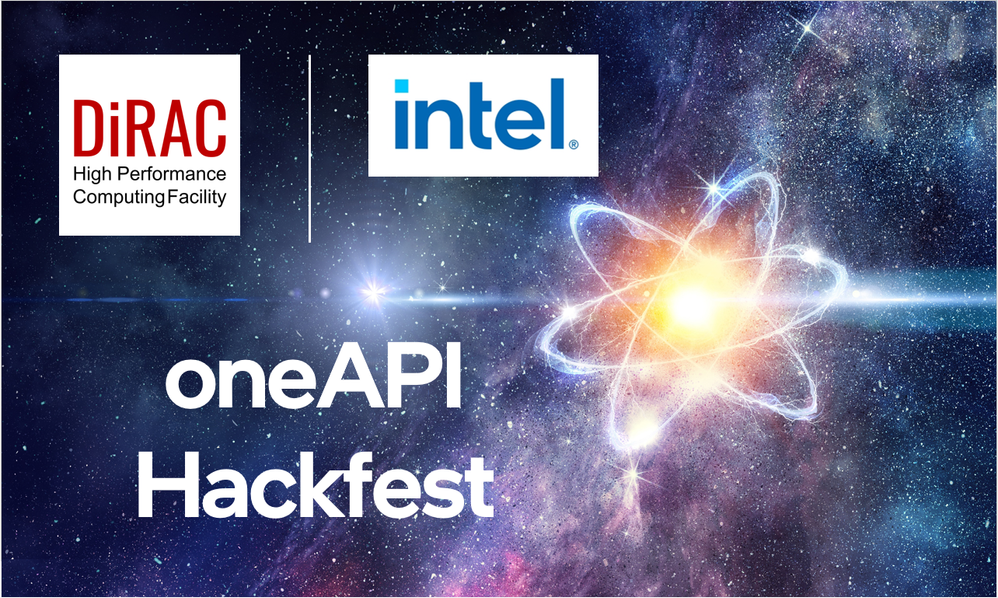 DiRAC
High Performance
Computing Facility
intel®
oneAPI
Hackfest